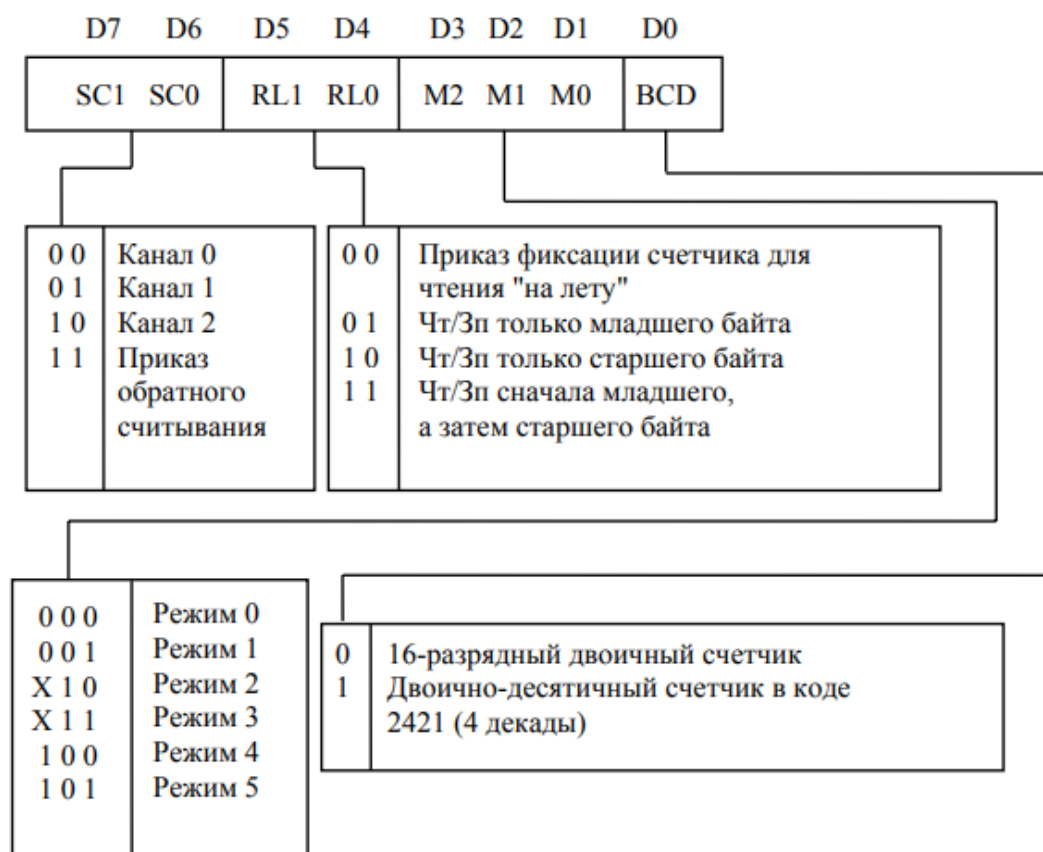 D7 D6 D5 D4 D3 D2 D1 D0
SC1 SC0 RL1 RL0 M2 M1 M0 BCD
0 0 Канал 0
0 1 Канал 1
1 0 Канал 2
1 1 Приказ
обратного
считывания
0 0 Приказ фиксации счетчика для
чтения "на лету"
0 1 Чт/Зп только младшего байта
1 0 Чт/Зп только старшего байта
1 1 Чт/Зп сначала младшего,
а затем старшего байта
0 0 0 Режим 0
0 0 1 Режим 1
X 1 0 Режим 2
X 1 1 Режим 3
1 0 0 Режим 4
1 0 1 Режим 5
0 16-разрядный двоичный счетчик
1 Двоично-десятичный счетчик в коде
2421 (4 декады)